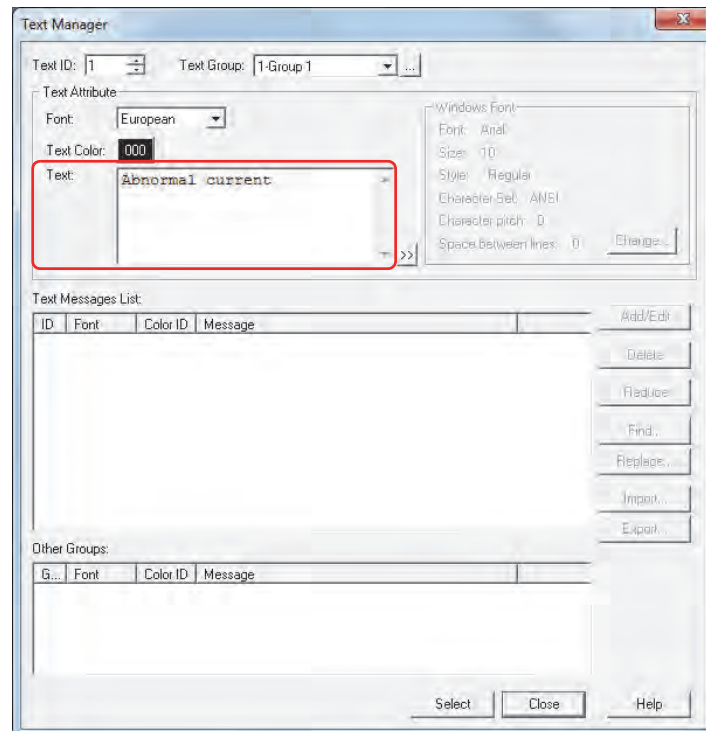 Text Manager
Text ID: 1 Text Group: 1-Group 1 ...
Text Attribute
Font: European
Text Color: 000
Text: Abnormal current
>>
Windows Font
Font: Arial
Size: 10
Style: Regular
Character Set: ANSI
Character pitch: 0
Space between lines: 0 Change...
Text Messages List:
ID Font Color ID Message
Add/Edit
Delete
Reduce
Find...
Replace...
Import...
Export...
Other Groups:
G... Font Color ID Message
Select Close Help